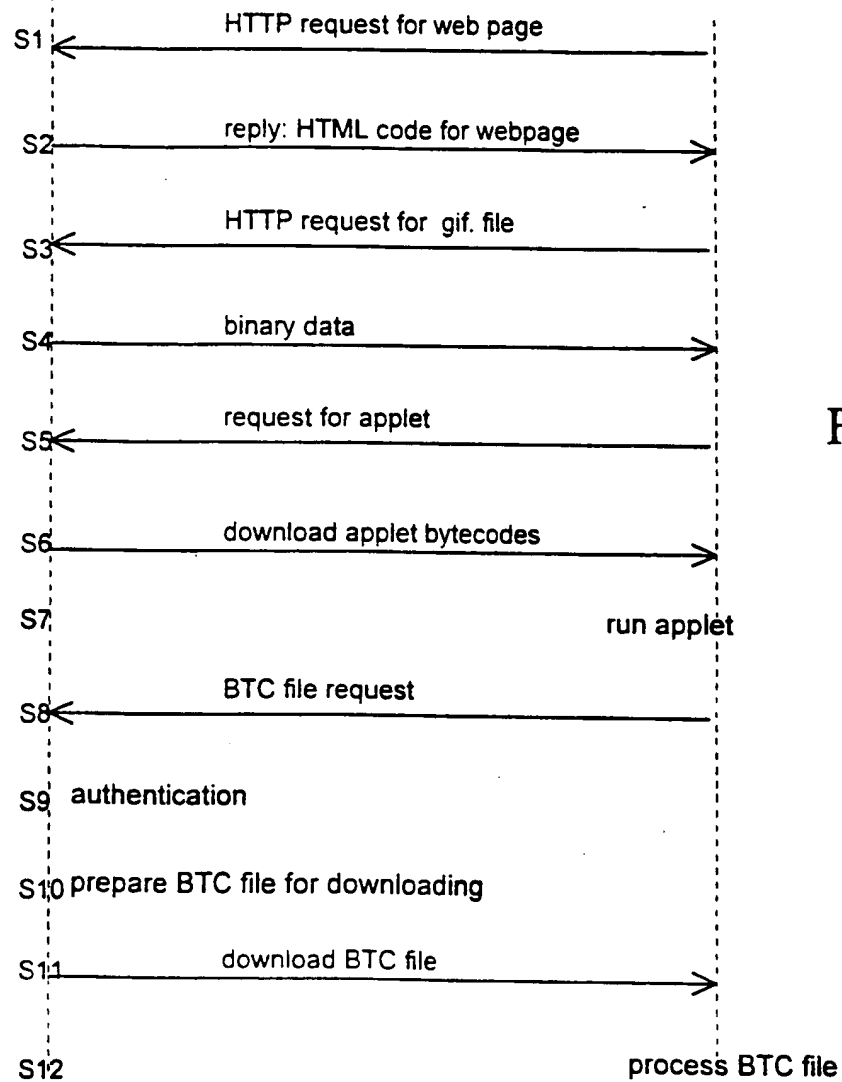 S1 HTTP request for web page
S2 reply: HTML code for webpage
S3 HTTP request for gif. file
S4 binary data
S5 request for applet
S6 download applet bytecodes
S7 run applet
S8 BTC file request
S9 authentication
S10 prepare BTC file for downloading
S11 download BTC file
S12 process BTC file